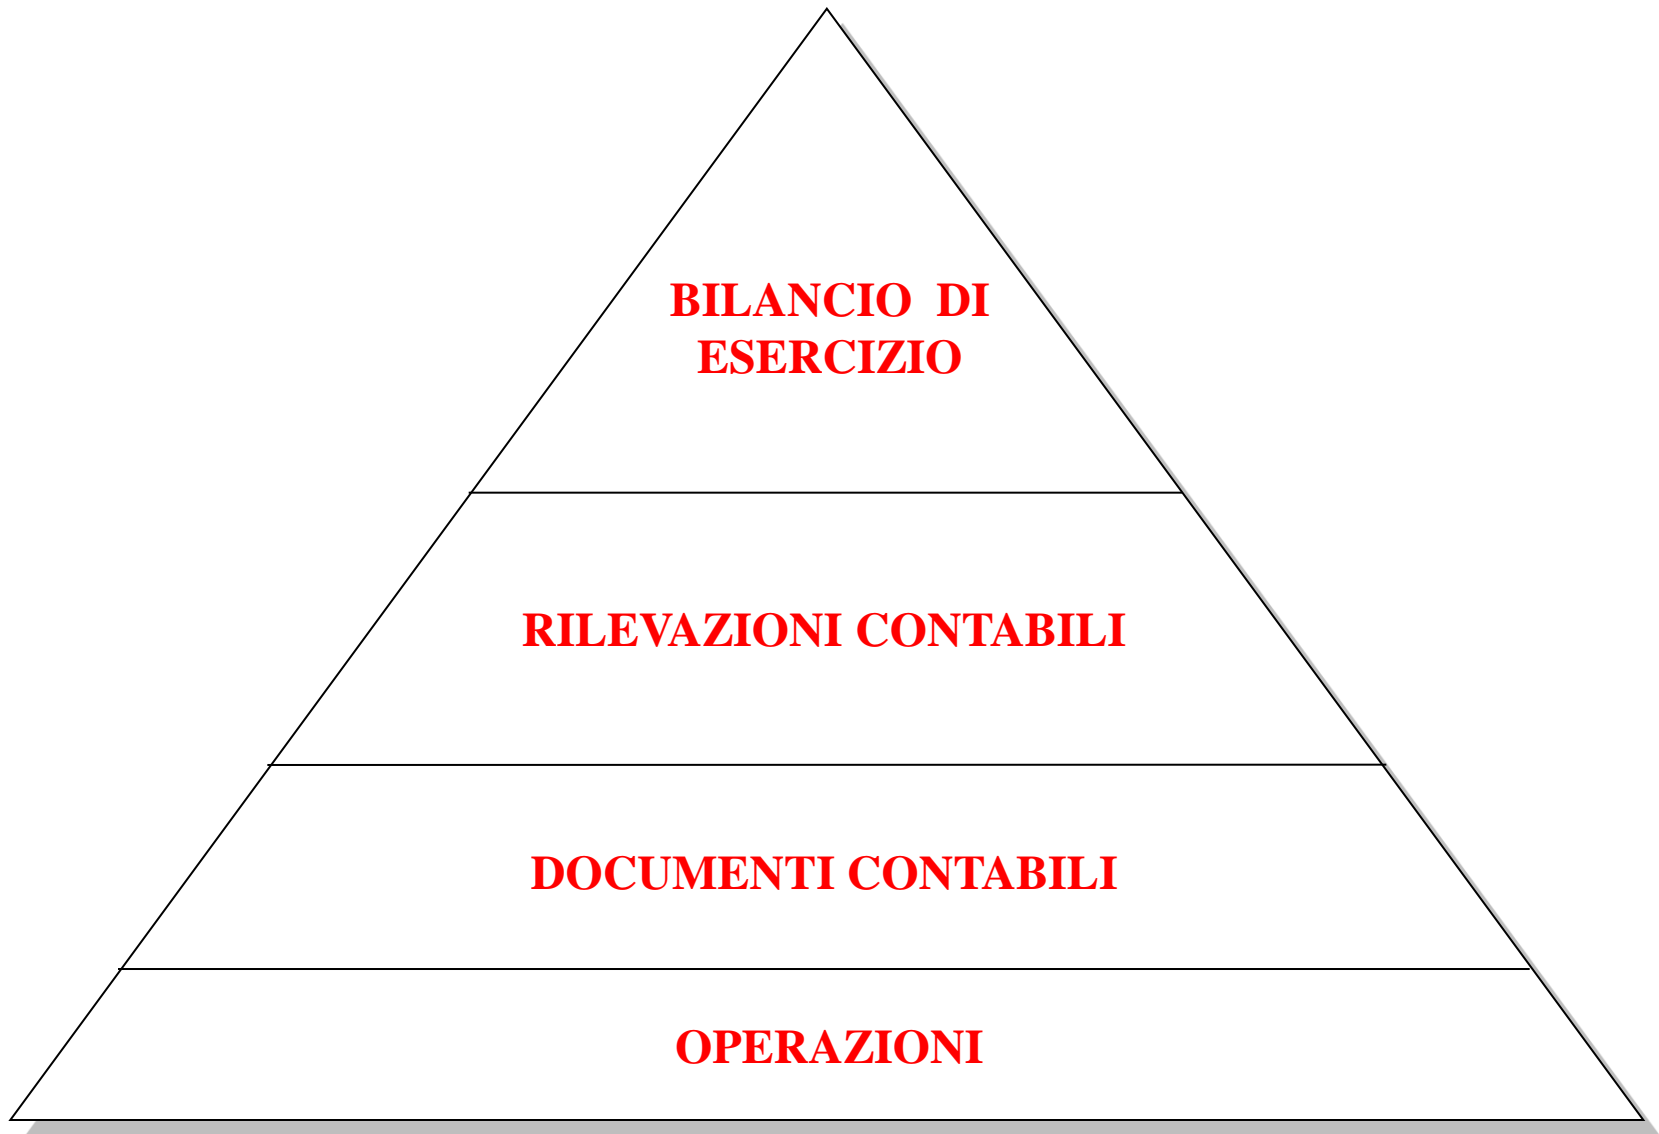 BILANCIO DI
ESERCIZIO
RILEVAZIONI CONTABILI
DOCUMENTI CONTABILI
OPERAZIONI